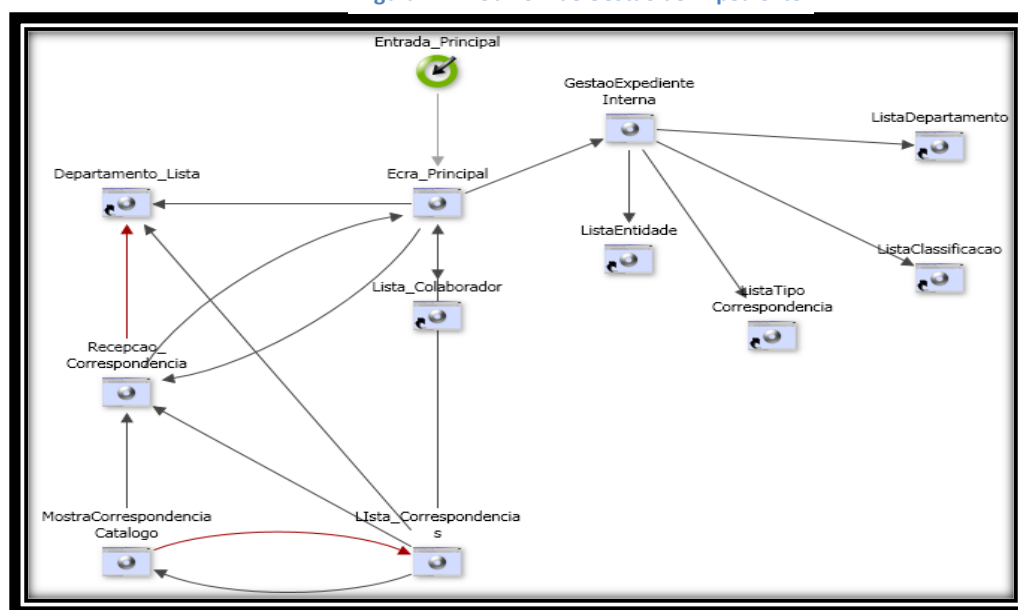 Entrada_Principal
GestaoExpediente
Interna
ListaDepartamento
Departamento_Lista
Ecra_Principal
ListaEntidade
ListaClassificacao
Lista_Colaborador
ListaTipo
Correspondencia
Recepcao_
Correspondencia
MostraCorrespondencia
Catalogo
LIsta_Correspondencia
s